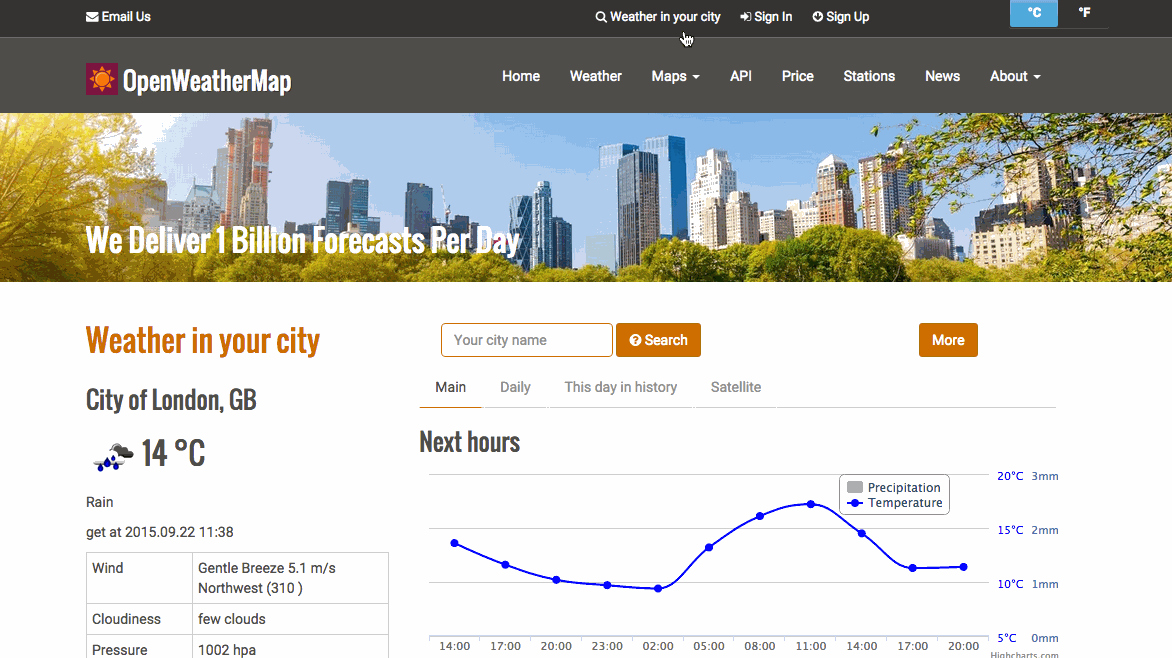 Email Us
Weather in your city
Sign In
Sign Up
°C
°F
OpenWeatherMap
Home
Weather
Maps
API
Price
Stations
News
About
We Deliver 1 Billion Forecasts Per Day
Weather in your city
Your city name
Search
More
City of London, GB
14 °C
Rain
get at 2015.09.22 11:38
Wind
Gentle Breeze 5.1 m/s
Northwest (310 )
Cloudiness
few clouds
Pressure
1002 hpa
Main
Daily
This day in history
Satellite
Next hours
Precipitation
Temperature
20°C 3mm
15°C 2mm
10°C 1mm
5°C 0mm
14:00 17:00 20:00 23:00 02:00 05:00 08:00 11:00 14:00 17:00 20:00
Highcharts.com